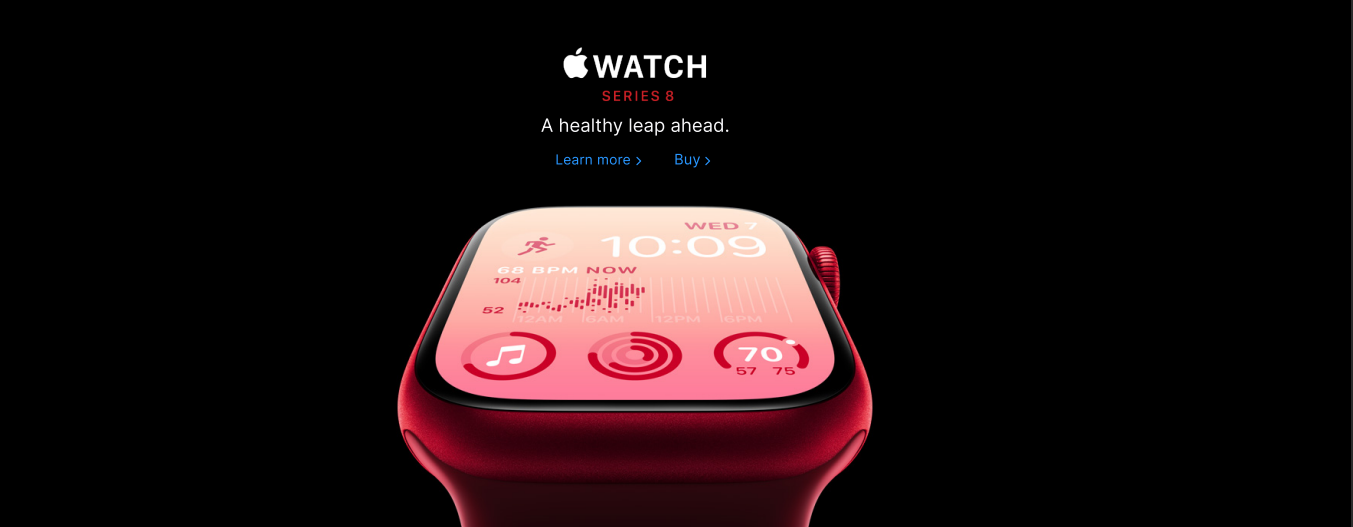 WATCH
SERIES 8
A healthy leap ahead.
Learn more >
Buy >
WED 7
10:09
68 BPM NOW
104
52
12AM 6AM 12PM 6PM
70
57 75